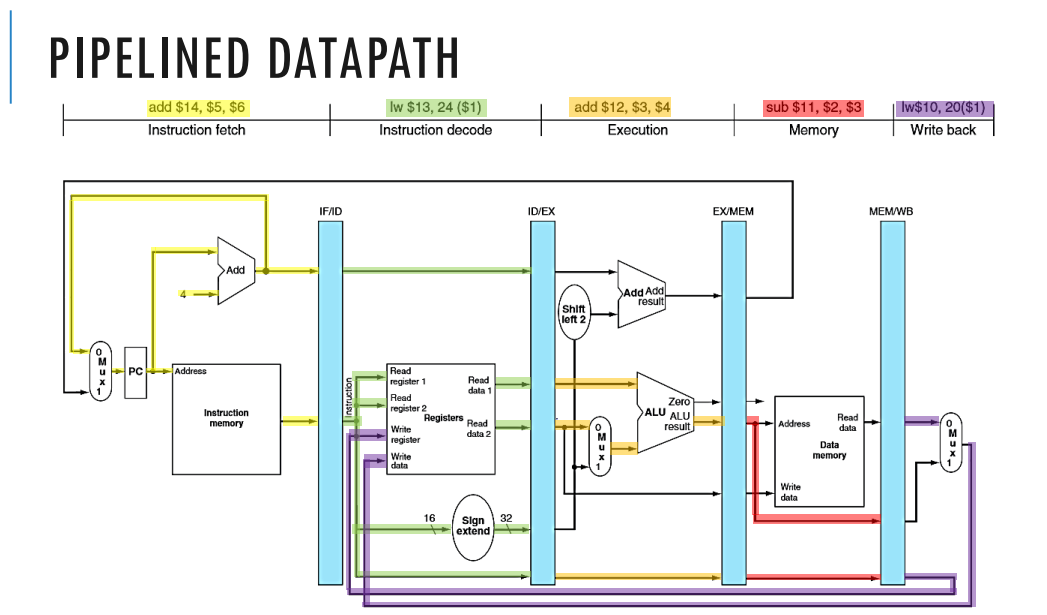 PIPELINED DATAPATH
add $14, $5, $6
lw $13, 24 ($1)
add $12, $3, $4
sub $11, $2, $3
lw$10, 20($1)
Instruction fetch
Instruction decode
Execution
Memory
Write back
IF/ID
ID/EX
EX/MEM
MEM/WB
Add
4
Shift
left 2
Add Add
result
0
M
u
x
1
PC
Address
Instruction
memory
Instruction
Read
register 1
Read
register 2
Write
register
Write
data
Registers
Read
data 1
Read
data 2
16
Sign
extend
32
0
M
u
x
1
ALU
Zero
ALU
result
Address
Write
data
Data
memory
Read
data
0
M
u
x
1